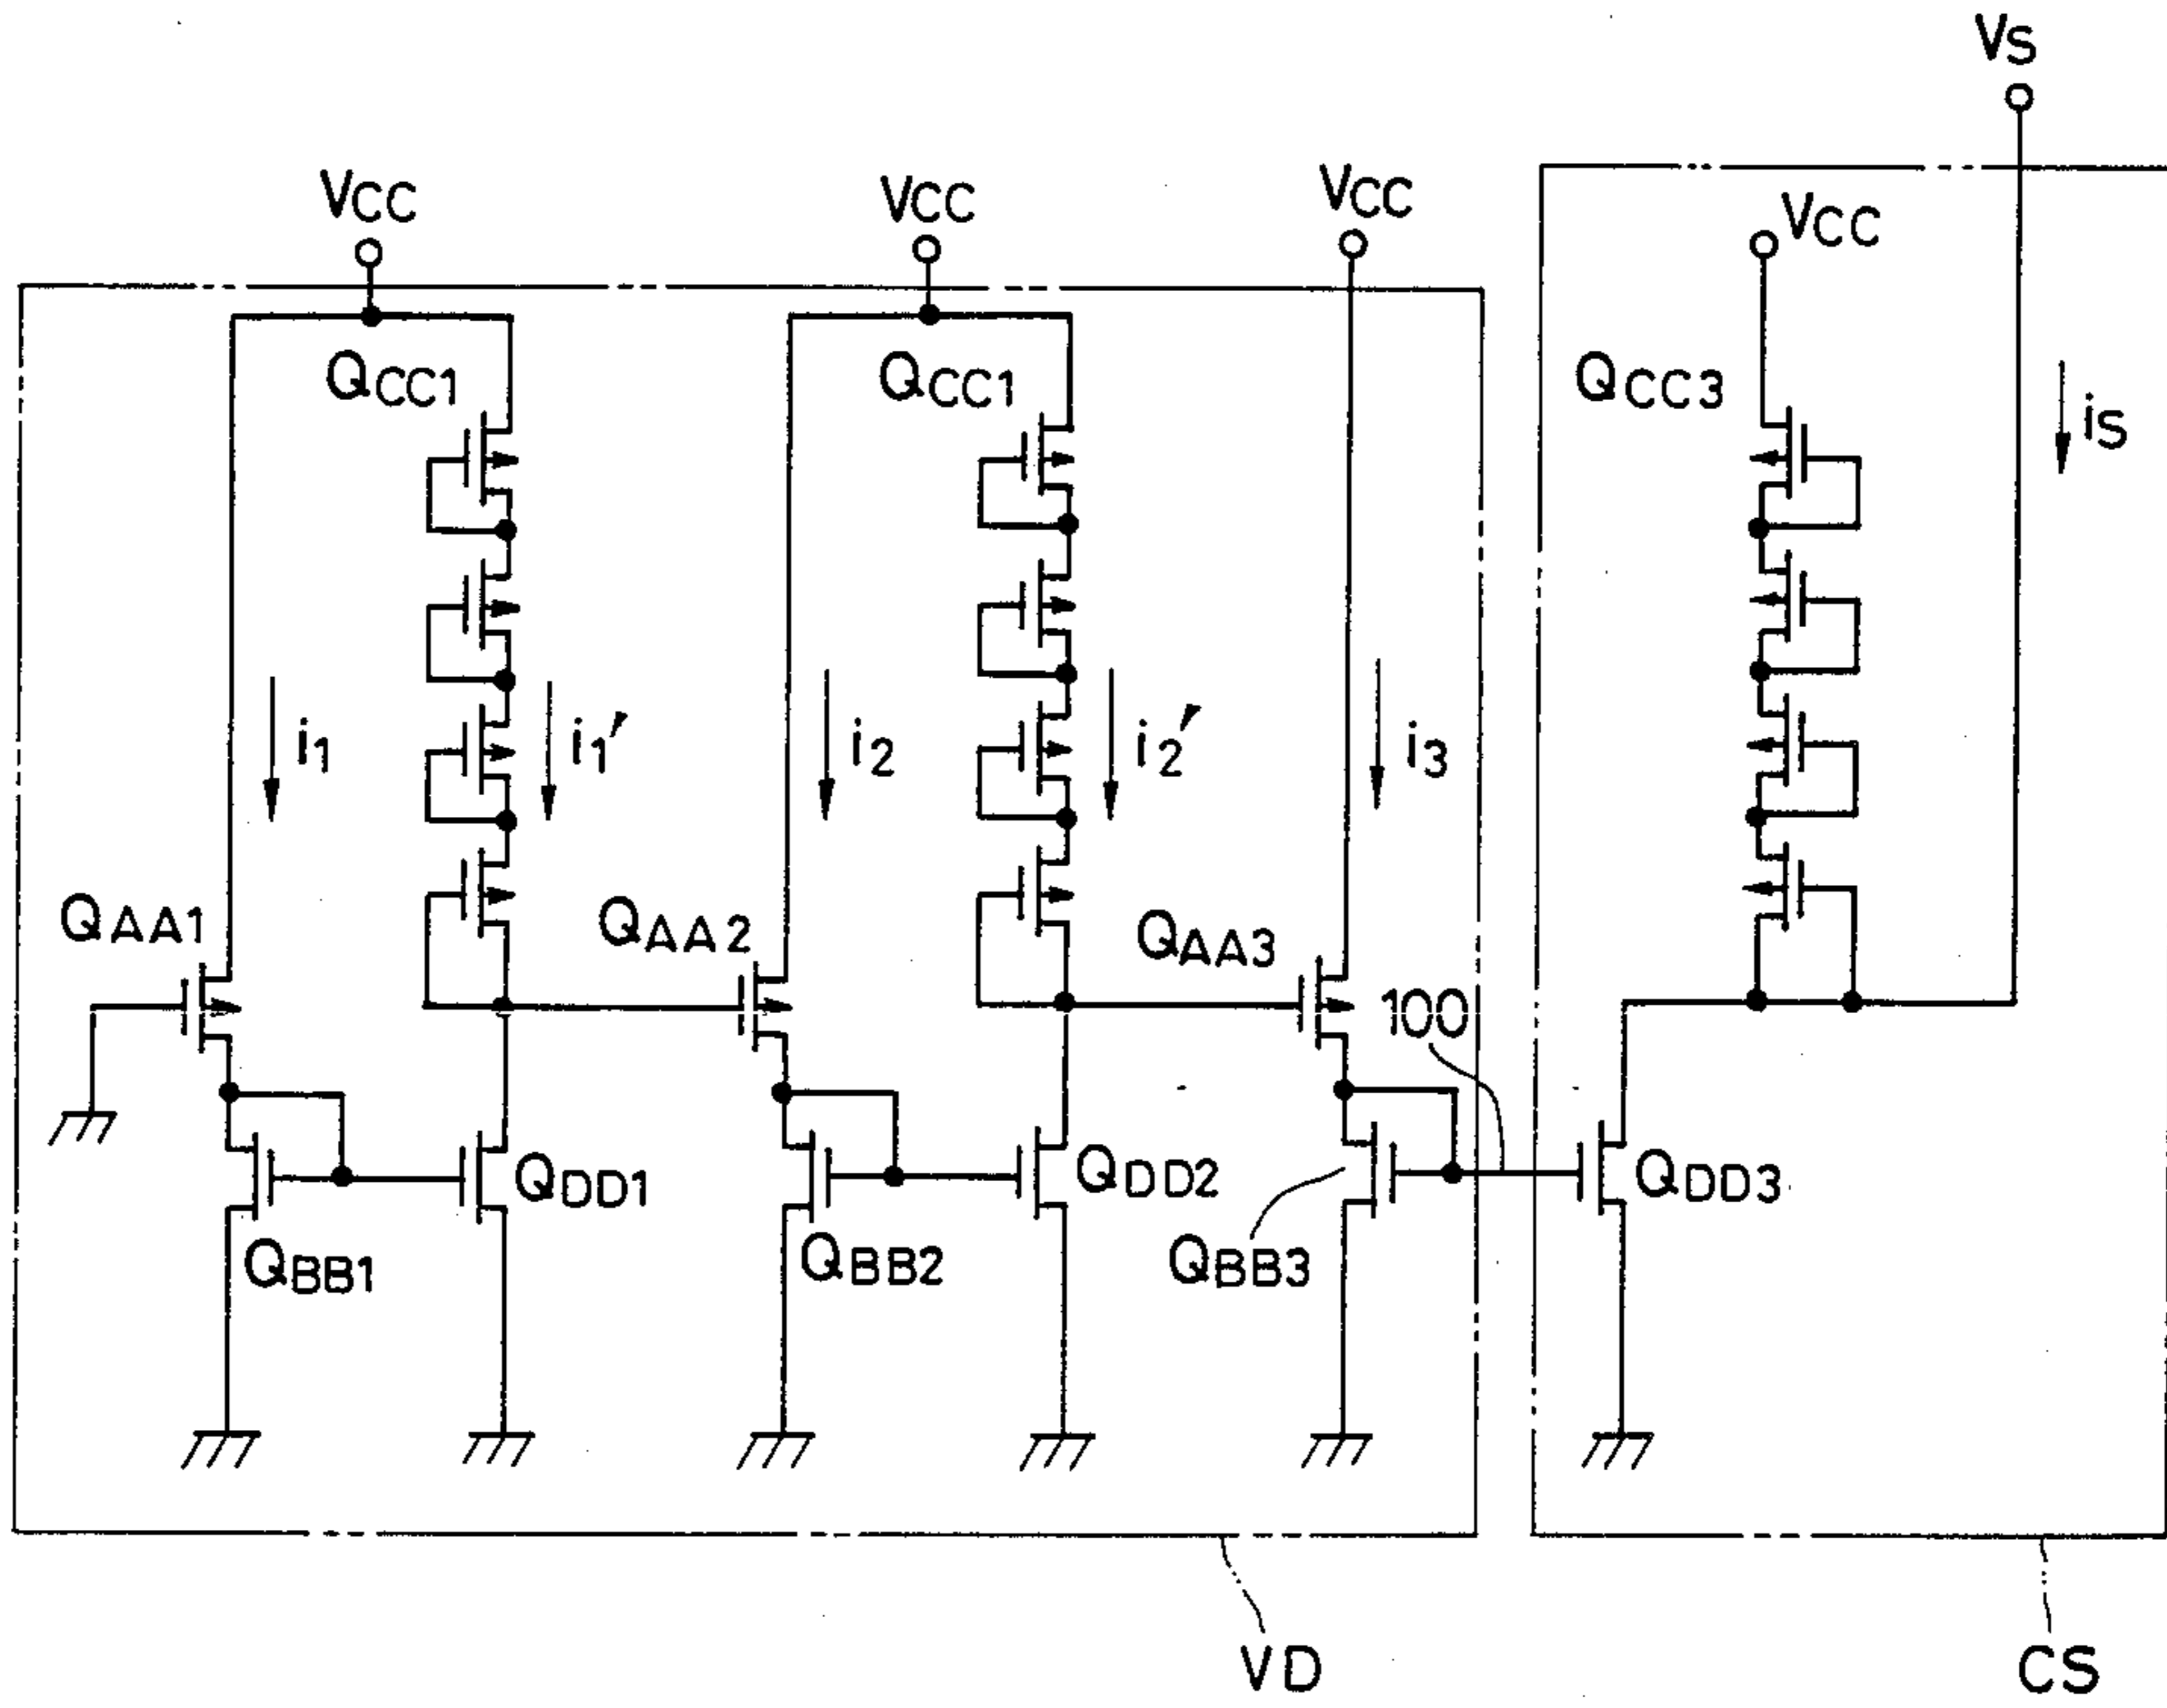 VS
VCC
VCC
VCC
VCC
QCC1
QCC1
QCC3
iS
i1
i1′
i2
i2′
i3
QAA1
QAA2
QAA3
100
QDD1
QDD2
QDD3
QBB1
QBB2
QBB3
VD
CS